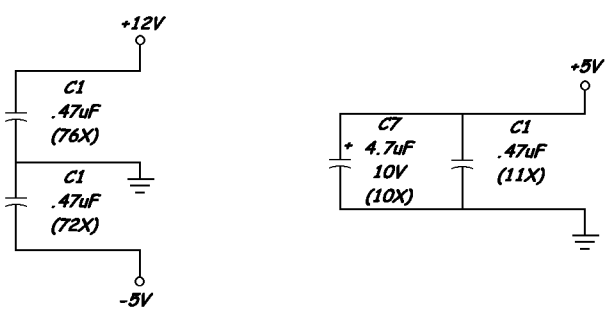 +12V
C1
.47uF
(76X)
C1
.47uF
(72X)
-5V
+5V
C7
+ 4.7uF
10V
(10X)
C1
.47uF
(11X)